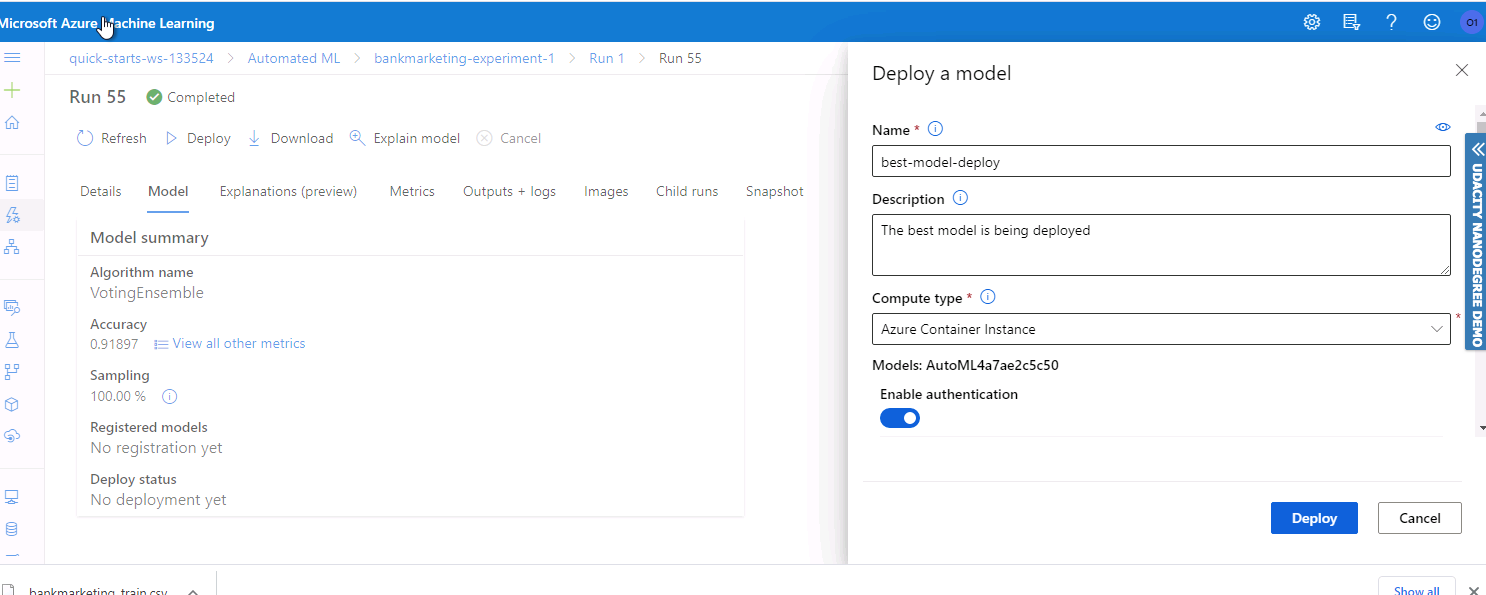 Microsoft Azure Machine Learning
01
quick-starts-ws-133524 > Automated ML > bankmarketing-experiment-1 > Run 1 > Run 55
Run 55 Completed
Refresh Deploy Download Explain model Cancel
Details Model Explanations (preview) Metrics Outputs + logs Images Child runs Snapshot
Model summary
Algorithm name
VotingEnsemble
Accuracy
0.91897 View all other metrics
Sampling
100.00 %
Registered models
No registration yet
Deploy status
No deployment yet
Deploy a model
Name *
best-model-deploy
Description
The best model is being deployed
Compute type *
Azure Container Instance
*
Models: AutoML4a7ae2c5c50
Enable authentication
Deploy Cancel
UDACITY NANODEGREE DEMO
bankmarketing_train.csv
Show all